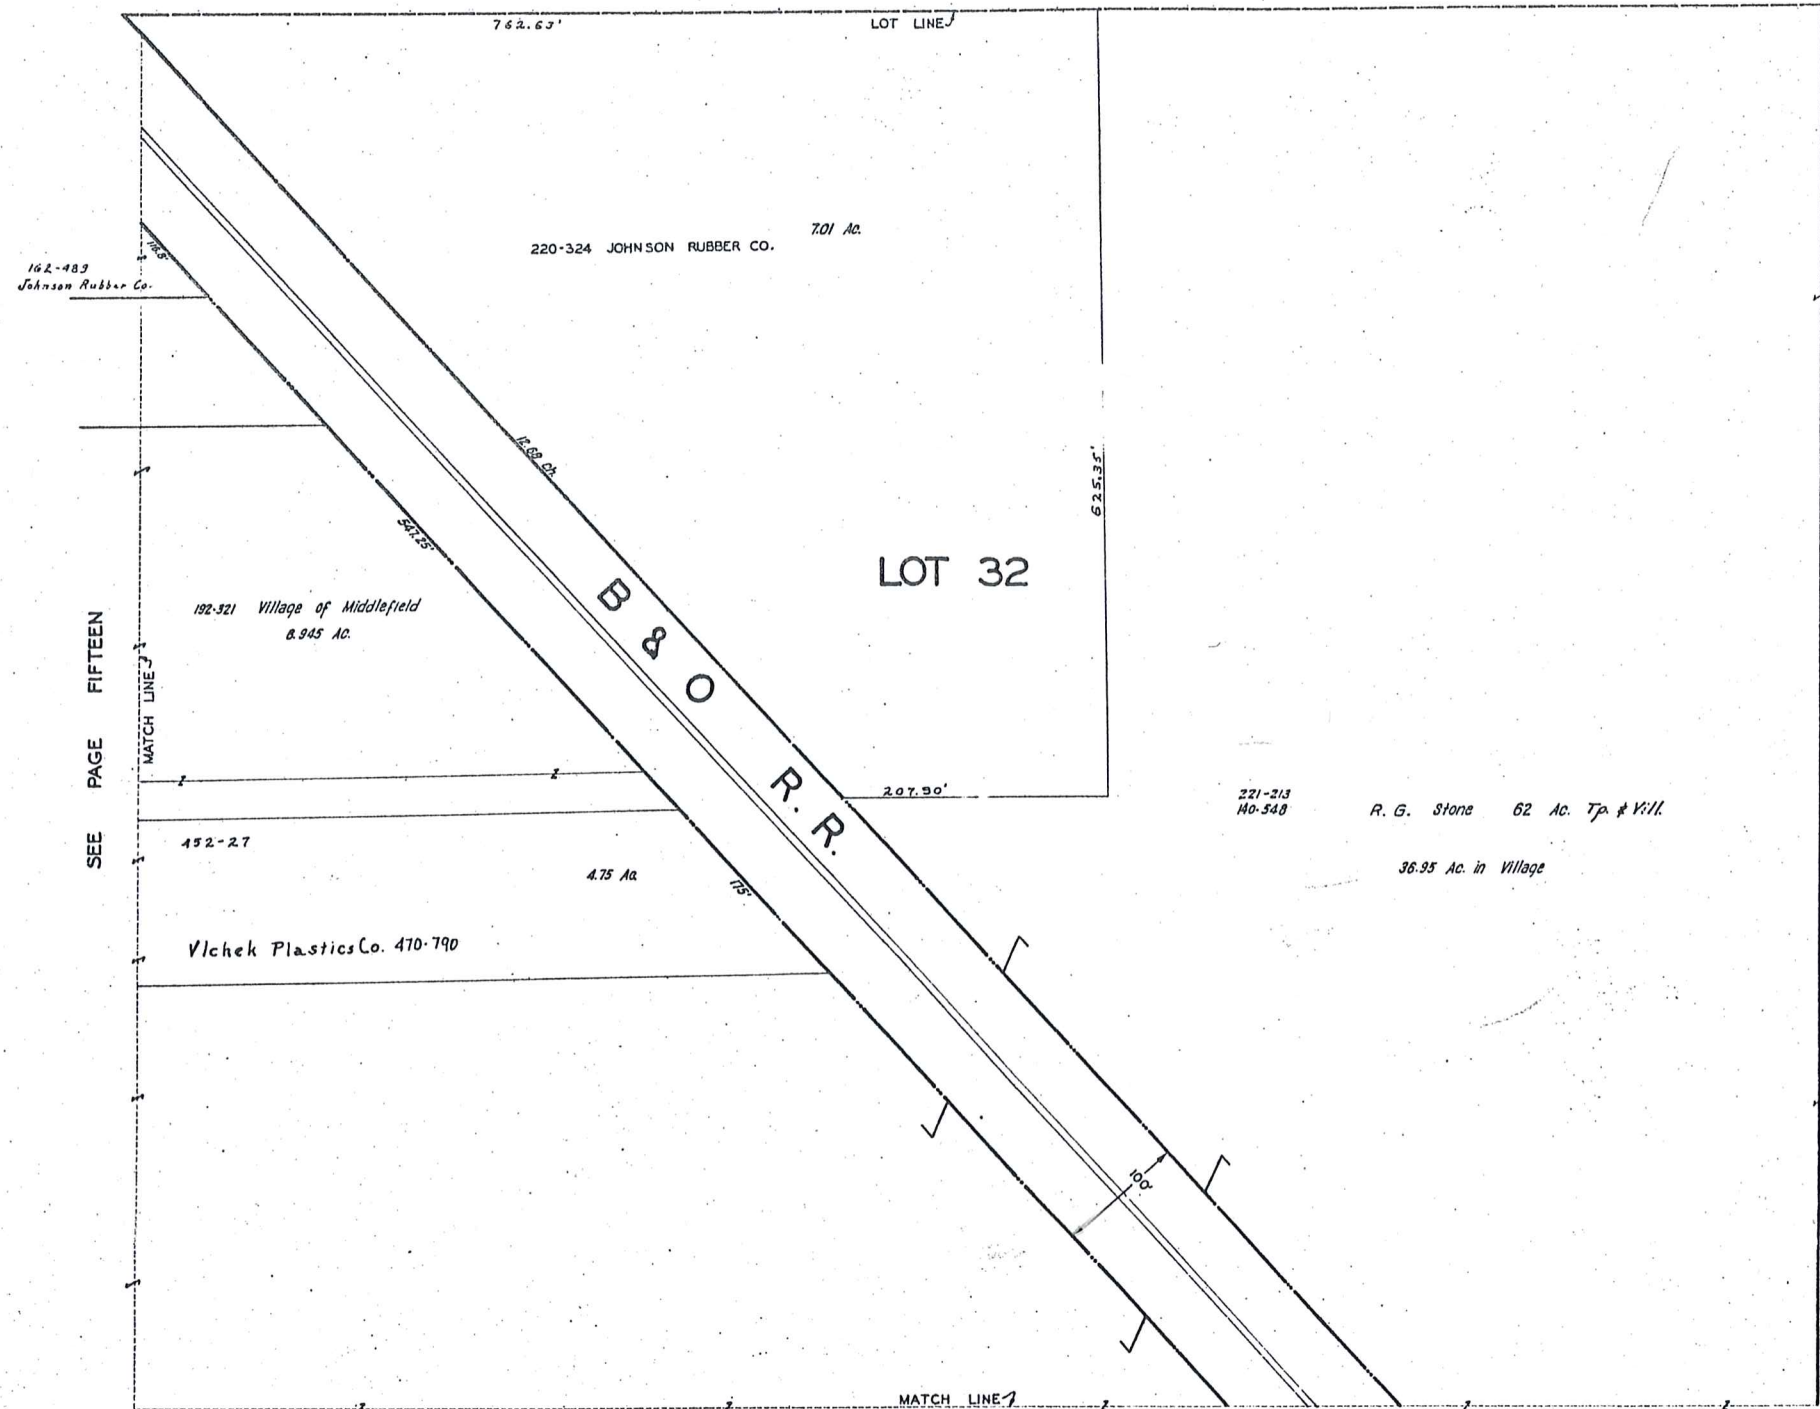 762.63'
LOT LINE
220-324 JOHNSON RUBBER CO.
7.01 Ac.
162-489
Johnson Rubber Co.
116.8'
12.68 ch.
547.25'
625.35'
LOT 32
192-321 Village of Middlefield
8.945 Ac.
SEE PAGE FIFTEEN
MATCH LINE
B & O R.R.
207.90'
221-213
140-548
R. G. Stone 62 Ac. Tp. & Vill.
36.95 Ac. in Village
452-27
4.75 Ac.
175'
Vlchek Plastics Co. 470-790
100'
MATCH LINE